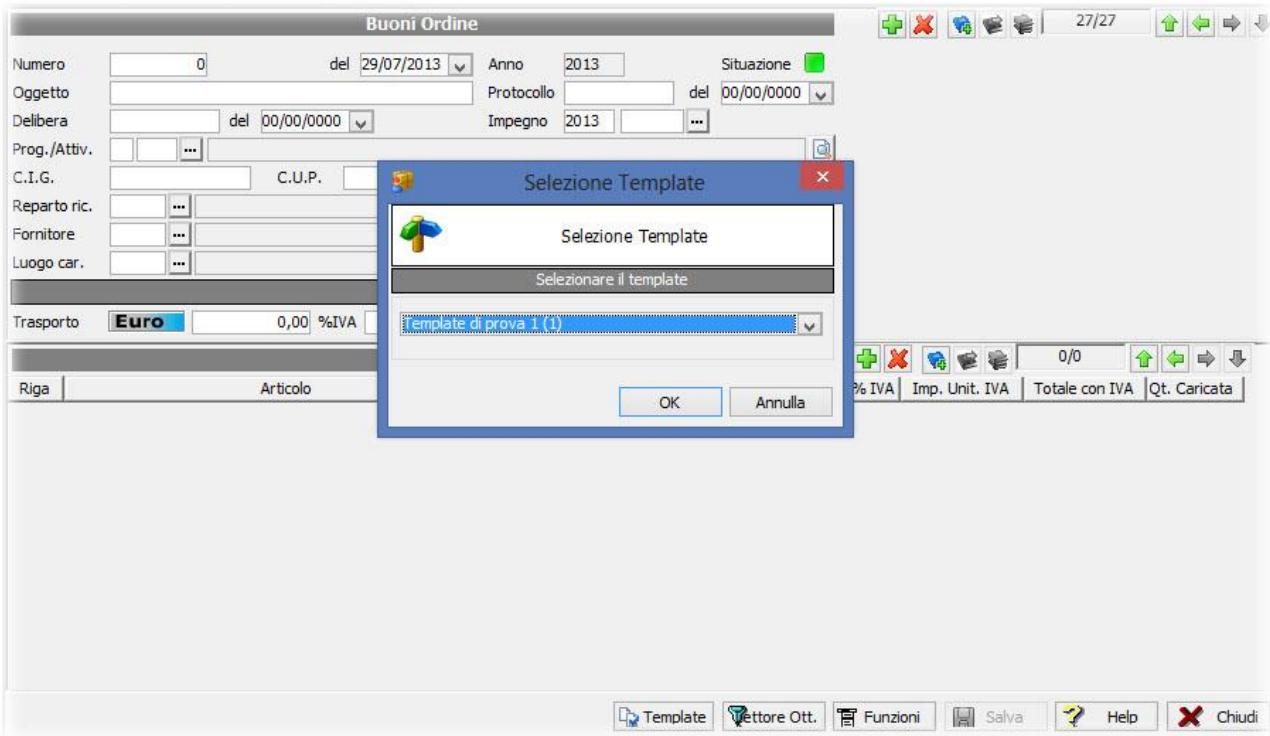 Buoni Ordine
27/27
Numero 0 del 29/07/2013 Anno 2013 Situazione
Oggetto Protocollo del 00/00/0000
Delibera del 00/00/0000 Impegno 2013 ...
Prog./Attiv. ...
C.I.G. C.U.P.
Reparto ric. ...
Fornitore ...
Luogo car. ...
Selezione Template
Selezione Template
Selezionare il template
Template di prova 1 (1)
OK Annulla
Trasporto Euro 0,00 %IVA
0/0
Riga Articolo % IVA Imp. Unit. IVA Totale con IVA Qt. Caricata
Template Vettore Ott. Funzioni Salva Help Chiudi